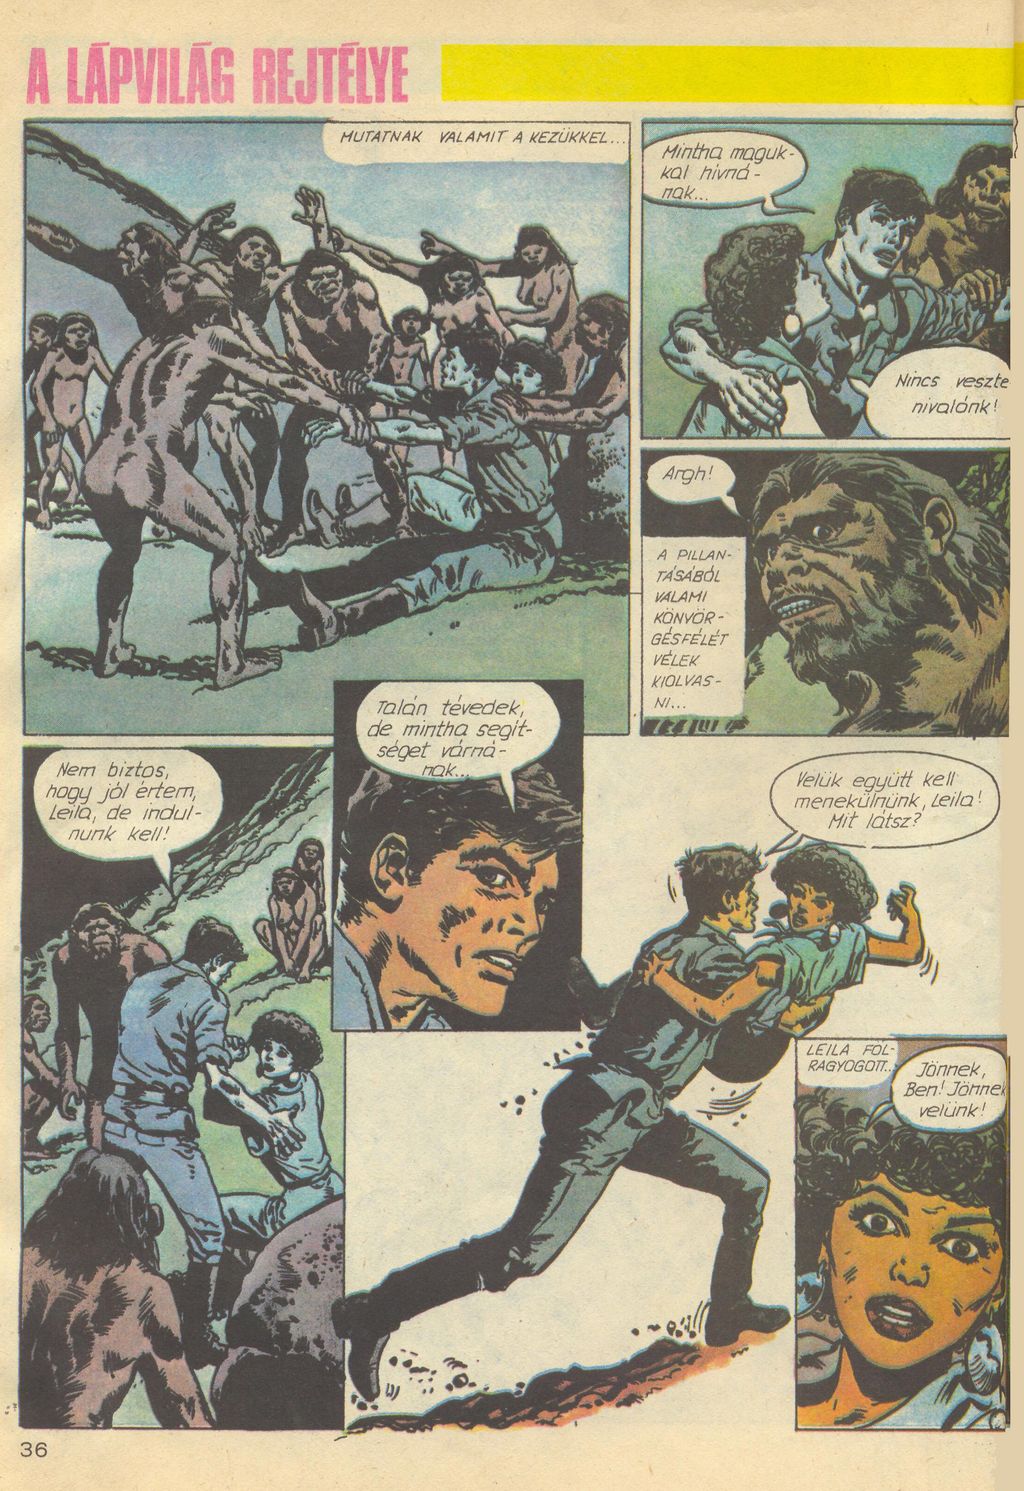 A LÁPVILÁG REJTÉLYE
MUTATNAK VALAMIT A KEZÜKKEL...
Mintha maguk-
kal hívná-
nak...
Nincs veszte
nivalónk!
Argh!
A PILLAN-
TÁSÁBÓL
VALAMI
KÖNYÖR-
GÉSFÉLÉT
VÉLEK
KIOLVAS-
NI...
Talán tévedek,
de mintha segít-
séget várná-
nak...
Nem biztos,
hogy jól értem,
Leila, de indul-
nunk kell!
Velük együtt kell
menekülnünk, Leila!
Mit látsz?
LEILA FÖL-
RAGYOGOTT...
Jönnek,
Ben! Jönnek
velünk!
36